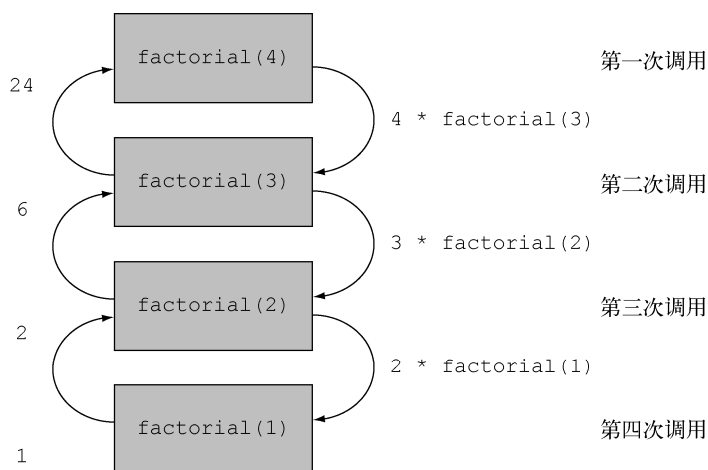 factorial(4)
第一次调用
24
4 * factorial(3)
factorial(3)
第二次调用
6
3 * factorial(2)
factorial(2)
第三次调用
2
2 * factorial(1)
factorial(1)
第四次调用
1